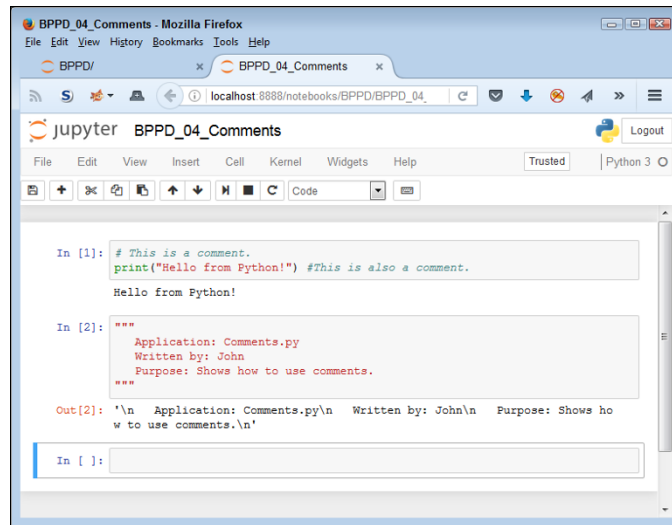 BPPD_04_Comments - Mozilla Firefox
File Edit View History Bookmarks Tools Help
BPPD/ × BPPD_04_Comments ×
localhost:8888/notebooks/BPPD/BPPD_04_
jupyter BPPD_04_Comments Logout
File Edit View Insert Cell Kernel Widgets Help Trusted Python 3
Code
In [1]: # This is a comment.
print("Hello from Python!") #This is also a comment.
Hello from Python!
In [2]: """
Application: Comments.py
Written by: John
Purpose: Shows how to use comments.
"""
Out[2]: '\n   Application: Comments.py\n   Written by: John\n   Purpose: Shows ho
w to use comments.\n'
In [ ]: